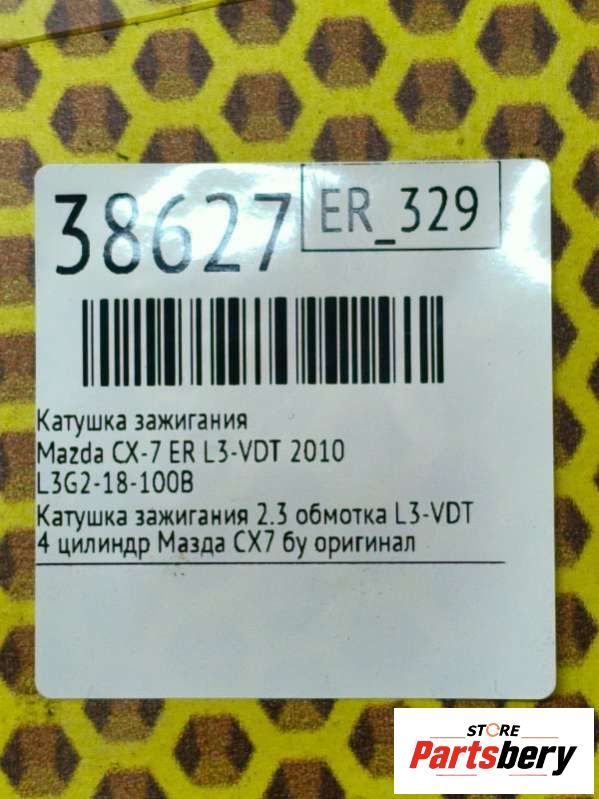 38627
ER_329
Катушка зажигания
Mazda CX-7 ER L3-VDT 2010
L3G2-18-100B
Катушка зажигания 2.3 обмотка L3-VDT
4 цилиндр Мазда СХ7 бу оригинал
STORE
Partsbery